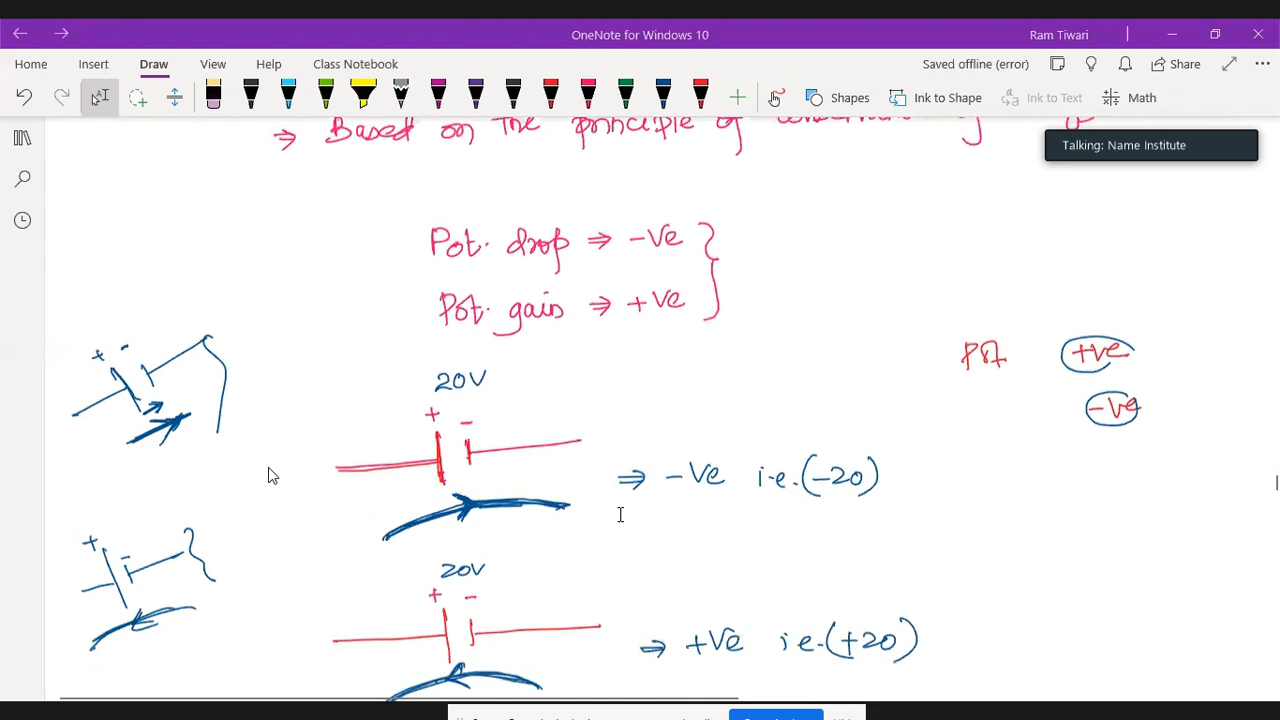 OneNote for Windows 10
Ram Tiwari
Home Insert Draw View Help Class Notebook
Saved offline (error)
Share
Shapes
Ink to Shape
Ink to Text
Math
Talking: Name Institute
⇒ Based on the principle of
Pot. drop ⇒ -ve
Pot. gain ⇒ +ve
+ -
Pot +ve
-ve
20V
+ -
⇒ -ve i.e. (-20)
+ -
20V
+ -
⇒ +ve i.e. (+20)